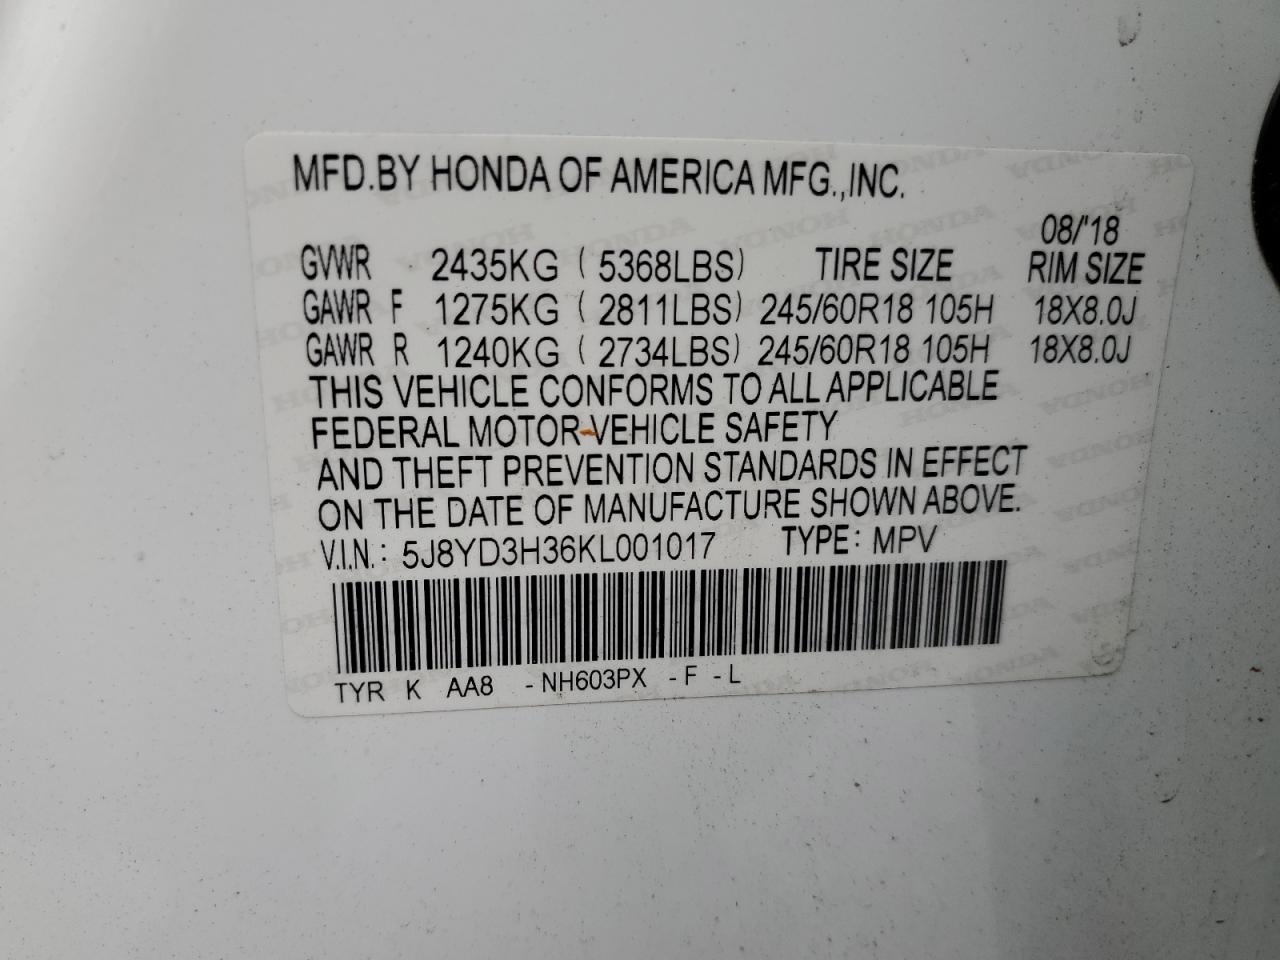 MFD.BY HONDA OF AMERICA MFG.,INC.
08/'18
GVWR 2435KG ( 5368LBS) TIRE SIZE RIM SIZE
GAWR F 1275KG ( 2811LBS) 245/60R18 105H 18X8.0J
GAWR R 1240KG ( 2734LBS) 245/60R18 105H 18X8.0J
THIS VEHICLE CONFORMS TO ALL APPLICABLE
FEDERAL MOTOR VEHICLE SAFETY
AND THEFT PREVENTION STANDARDS IN EFFECT
ON THE DATE OF MANUFACTURE SHOWN ABOVE.
V.I.N.: 5J8YD3H36KL001017 TYPE: MPV
TYR K AA8 -NH603PX -F -L